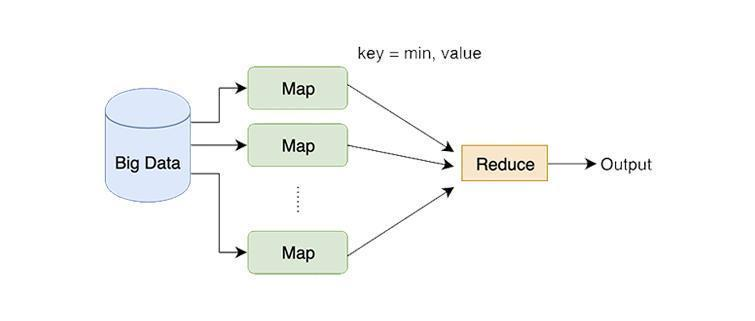 key = min, value
Map
Map
Big Data
Reduce
Output
Map